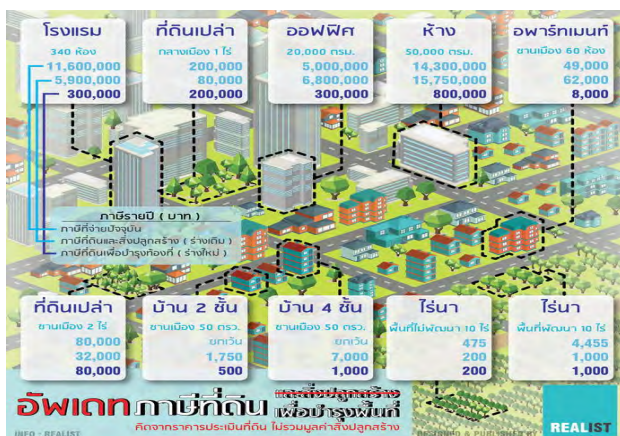 โรงแรม
340 ห้อง
11,600,000
5,900,000
300,000
ที่ดินเปล่า
กลางเมือง 1 ไร่
200,000
80,000
200,000
ออฟฟิศ
20,000 ตรม.
5,000,000
6,800,000
300,000
ห้าง
50,000 ตรม.
14,300,000
15,750,000
800,000
อพาร์ทเมนท์
ชานเมือง 60 ห้อง
49,000
62,000
8,000
ภาษีรายปี ( บาท )
ภาษีที่จ่ายปัจจุบัน
ภาษีที่ดินและสิ่งปลูกสร้าง ( ร่างเดิม )
ภาษีที่ดินเพื่อบำรุงท้องที่ ( ร่างใหม่ )
ที่ดินเปล่า
ชานเมือง 2 ไร่
80,000
32,000
80,000
บ้าน 2 ชั้น
ชานเมือง 50 ตรว.
ยกเว้น
1,750
500
บ้าน 4 ชั้น
ชานเมือง 50 ตรว.
ยกเว้น
7,000
1,000
ไร่นา
พื้นที่ไม่พัฒนา 10 ไร่
475
200
200
ไร่นา
พื้นที่พัฒนา 10 ไร่
4,455
1,000
1,000
อัพเดทภาษีที่ดิน และสิ่งปลูกสร้าง
เพื่อบำรุงพื้นที่
คิดจากราคาการประเมินที่ดิน ไม่รวมมูลค่าสิ่งปลูกสร้าง
INFO - REALIST
DESIGNED & PUBLISHED BY
REALIST